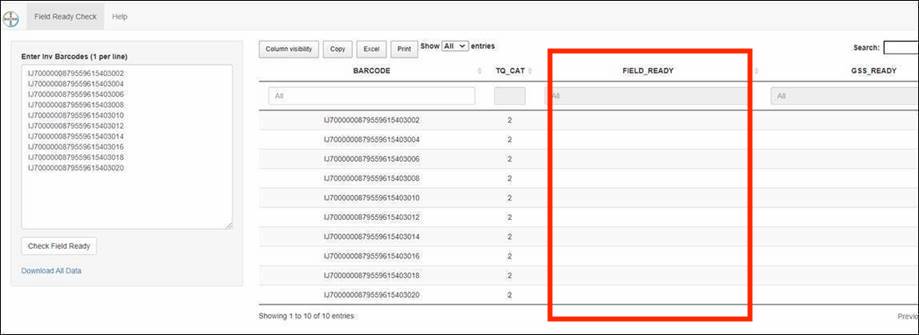 Field Ready Check Help
Enter Inv Barcodes (1 per line)
IJ7000000879559615403002
IJ7000000879559615403004
IJ7000000879559615403006
IJ7000000879559615403008
IJ7000000879559615403010
IJ7000000879559615403012
IJ7000000879559615403014
IJ7000000879559615403016
IJ7000000879559615403018
IJ7000000879559615403020
Check Field Ready
Download All Data
Column visibility Copy Excel Print Show All entries Search:
BARCODE TQ_CAT FIELD_READY GSS_READY
All All All
IJ7000000879559615403002 2
IJ7000000879559615403004 2
IJ7000000879559615403006 2
IJ7000000879559615403008 2
IJ7000000879559615403010 2
IJ7000000879559615403012 2
IJ7000000879559615403014 2
IJ7000000879559615403016 2
IJ7000000879559615403018 2
IJ7000000879559615403020 2
Showing 1 to 10 of 10 entries Previo